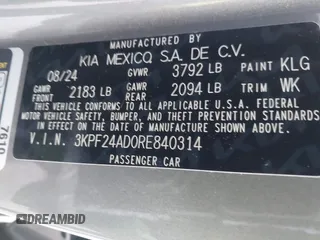 MANUFACTURED BY
KIA MEXICO S.A. DE C.V.
08/24 GVWR 3792 LB PAINT KLG
GAWR FRONT 2183 LB GAWR REAR 2094 LB TRIM WK
THIS VEHICLE CONFORMS TO ALL APPLICABLE U.S. FEDERAL
MOTOR VEHICLE SAFETY, BUMPER, AND THEFT PREVENTION
STANDARDS IN EFFECT ON THE DATE OF MANUFACTURE SHOWN ABOVE.
V.I.N. 3KPF24AD0RE840314
PASSENGER CAR
7610
DREAMBID